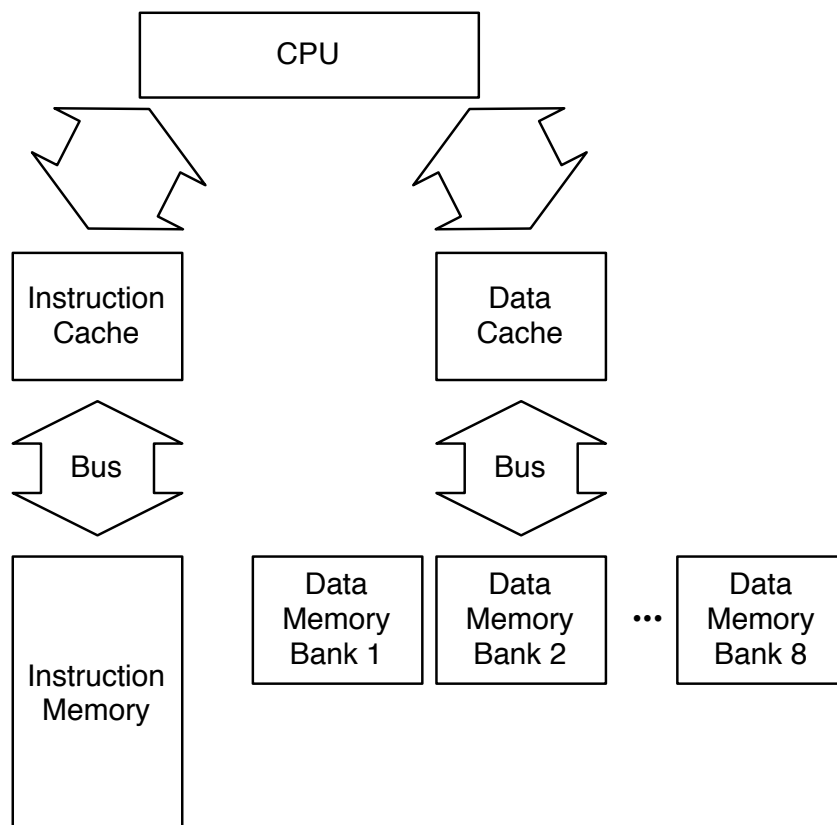 CPU
Instruction
Cache
Data
Cache
Bus
Bus
Instruction
Memory
Data
Memory
Bank 1
Data
Memory
Bank 2
...
Data
Memory
Bank 8